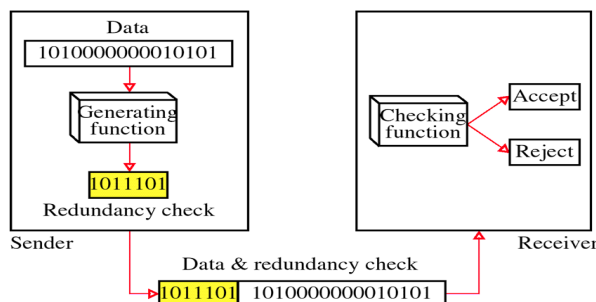 Data
1010000000010101
Generating
function
1011101
Redundancy check
Sender
Checking
function
Accept
Reject
Receiver
Data & redundancy check
1011101 1010000000010101